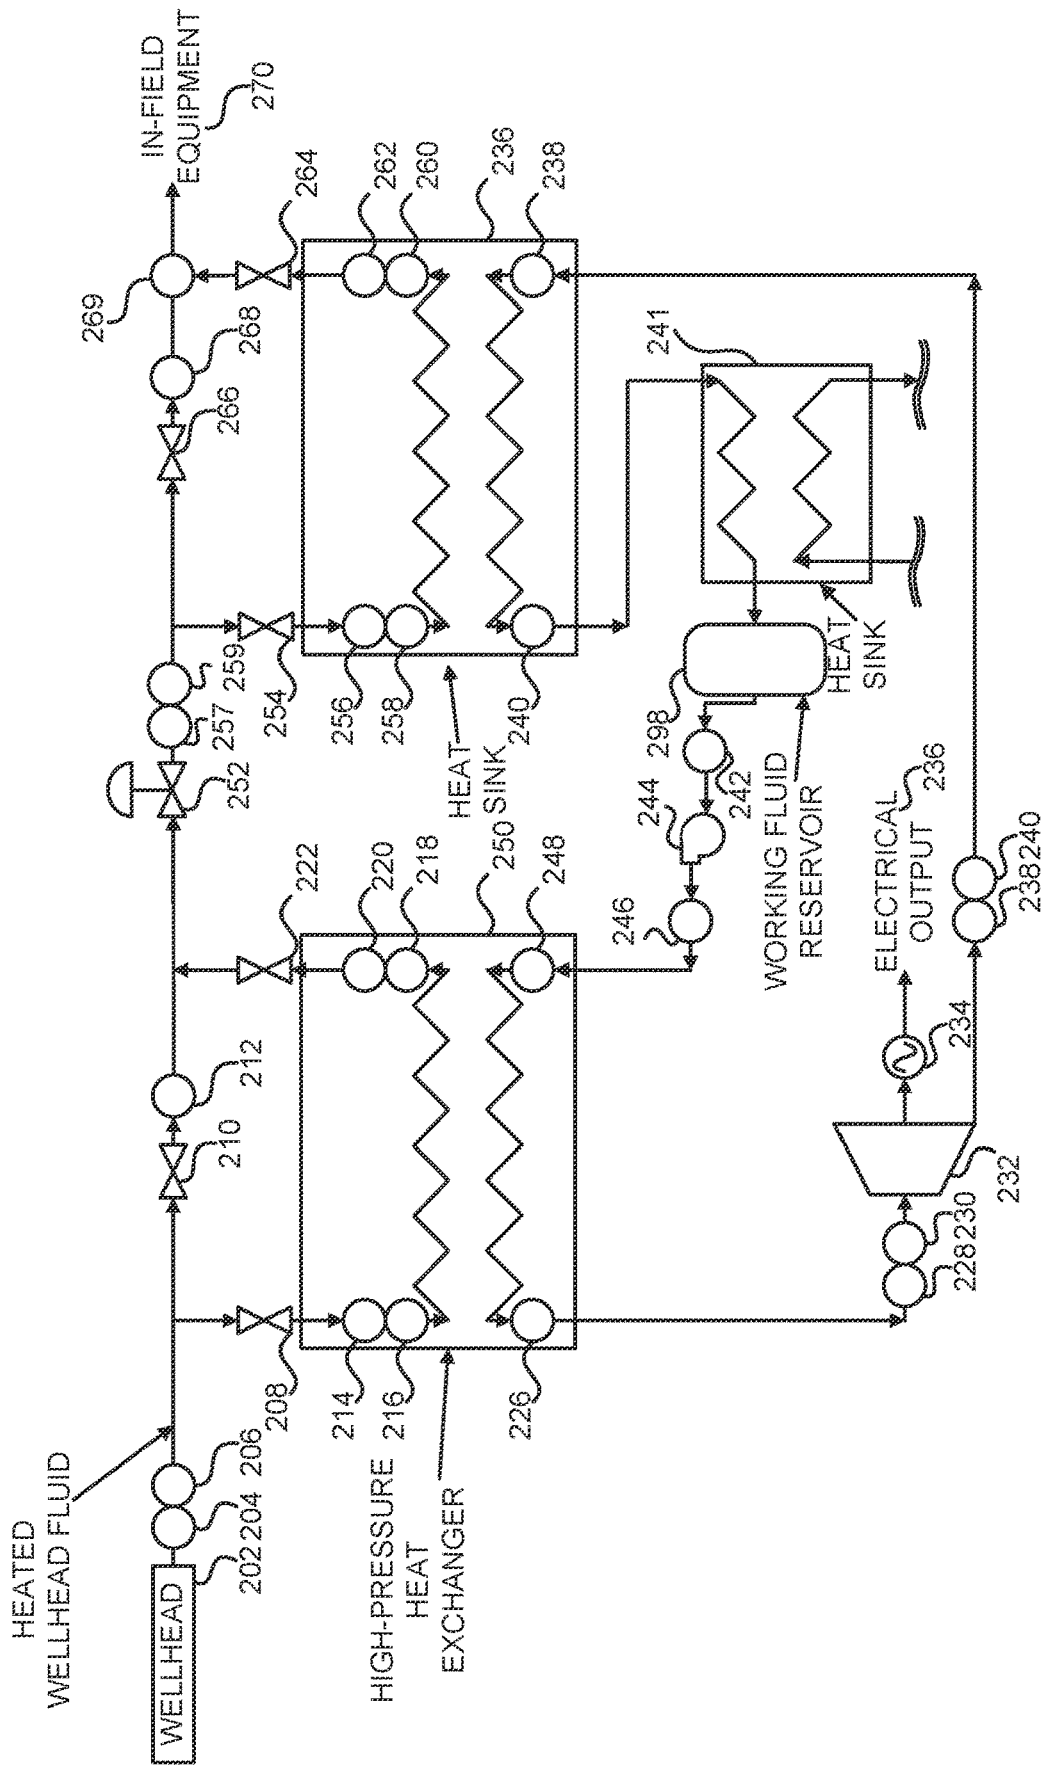 HEATED
WELLHEAD FLUID
WELLHEAD
202
204
206
208
210
212
214
216
HIGH-PRESSURE
HEAT
EXCHANGER
226
222
220
218
250
248
252
257
259
254
256
258
HEAT
SINK
240
266
268
269
264
262
260
236
238
IN-FIELD
EQUIPMENT
270
241
HEAT
SINK
298
242
244
246
WORKING FLUID
RESERVOIR
228
230
232
234
ELECTRICAL
OUTPUT
236
238
240